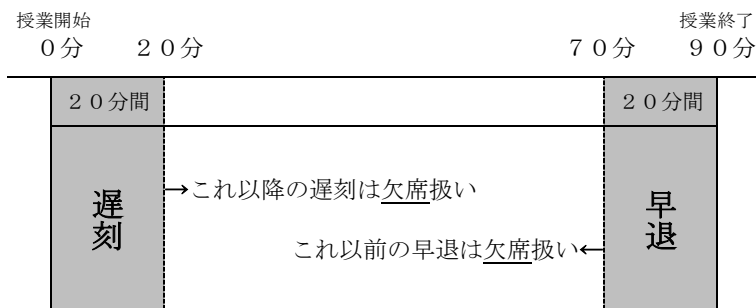 授業開始 授業終了
０分 ２０分 ７０分 ９０分
２０分間 ２０分間
→これ以降の遅刻は欠席扱い
遅刻 早退
これ以前の早退は欠席扱い←